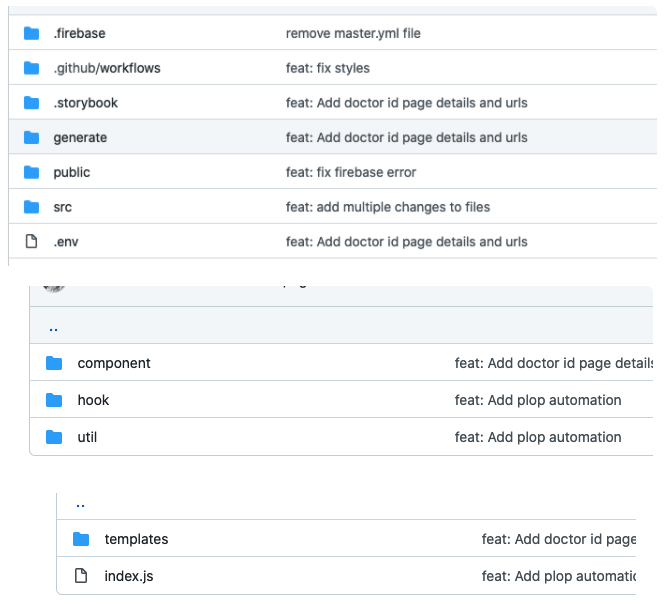 .firebase remove master.yml file
.github/workflows feat: fix styles
.storybook feat: Add doctor id page details and urls
generate feat: Add doctor id page details and urls
public feat: fix firebase error
src feat: add multiple changes to files
.env feat: Add doctor id page details and urls
..
component feat: Add doctor id page details
hook feat: Add plop automation
util feat: Add plop automation
..
templates feat: Add doctor id page
index.js feat: Add plop automatic